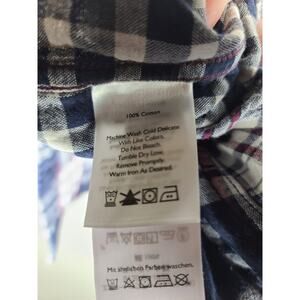 100% Cotton
Machine Wash Cold Delicate
With Like Colors.
Do Not Bleach.
Tumble Dry Low.
Remove Promptly.
Warm Iron As Desired.
Mit ähnlichen Farben waschen.